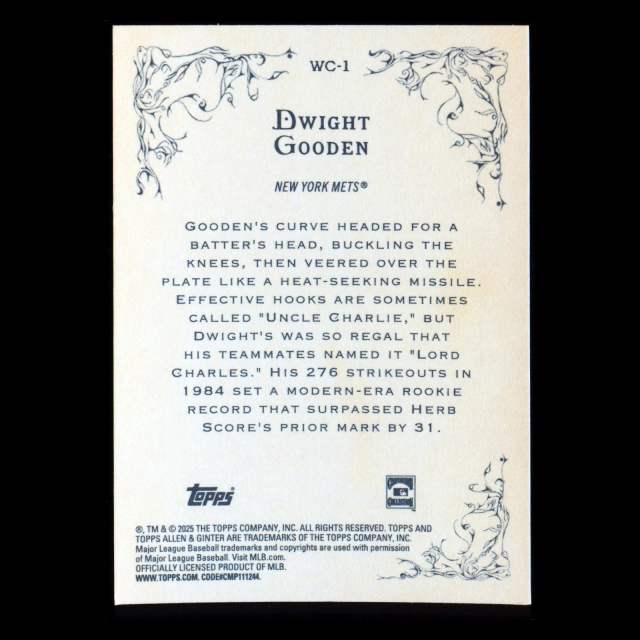 WC-1
DWIGHT
GOODEN
NEW YORK METS®
GOODEN'S CURVE HEADED FOR A
BATTER'S HEAD, BUCKLING THE
KNEES, THEN VEERED OVER THE
PLATE LIKE A HEAT-SEEKING MISSILE.
EFFECTIVE HOOKS ARE SOMETIMES
CALLED "UNCLE CHARLIE," BUT
DWIGHT'S WAS SO REGAL THAT
HIS TEAMMATES NAMED IT "LORD
CHARLES." HIS 276 STRIKEOUTS IN
1984 SET A MODERN-ERA ROOKIE
RECORD THAT SURPASSED HERB
SCORE'S PRIOR MARK BY 31.
Topps®
®, TM & © 2025 THE TOPPS COMPANY, INC. ALL RIGHTS RESERVED. TOPPS AND
TOPPS ALLEN & GINTER ARE TRADEMARKS OF THE TOPPS COMPANY, INC.
Major League Baseball trademarks and copyrights are used with permission
of Major League Baseball. Visit MLB.com.
OFFICIALLY LICENSED PRODUCT OF MLB.
WWW.TOPPS.COM. CODE#CMP111244.